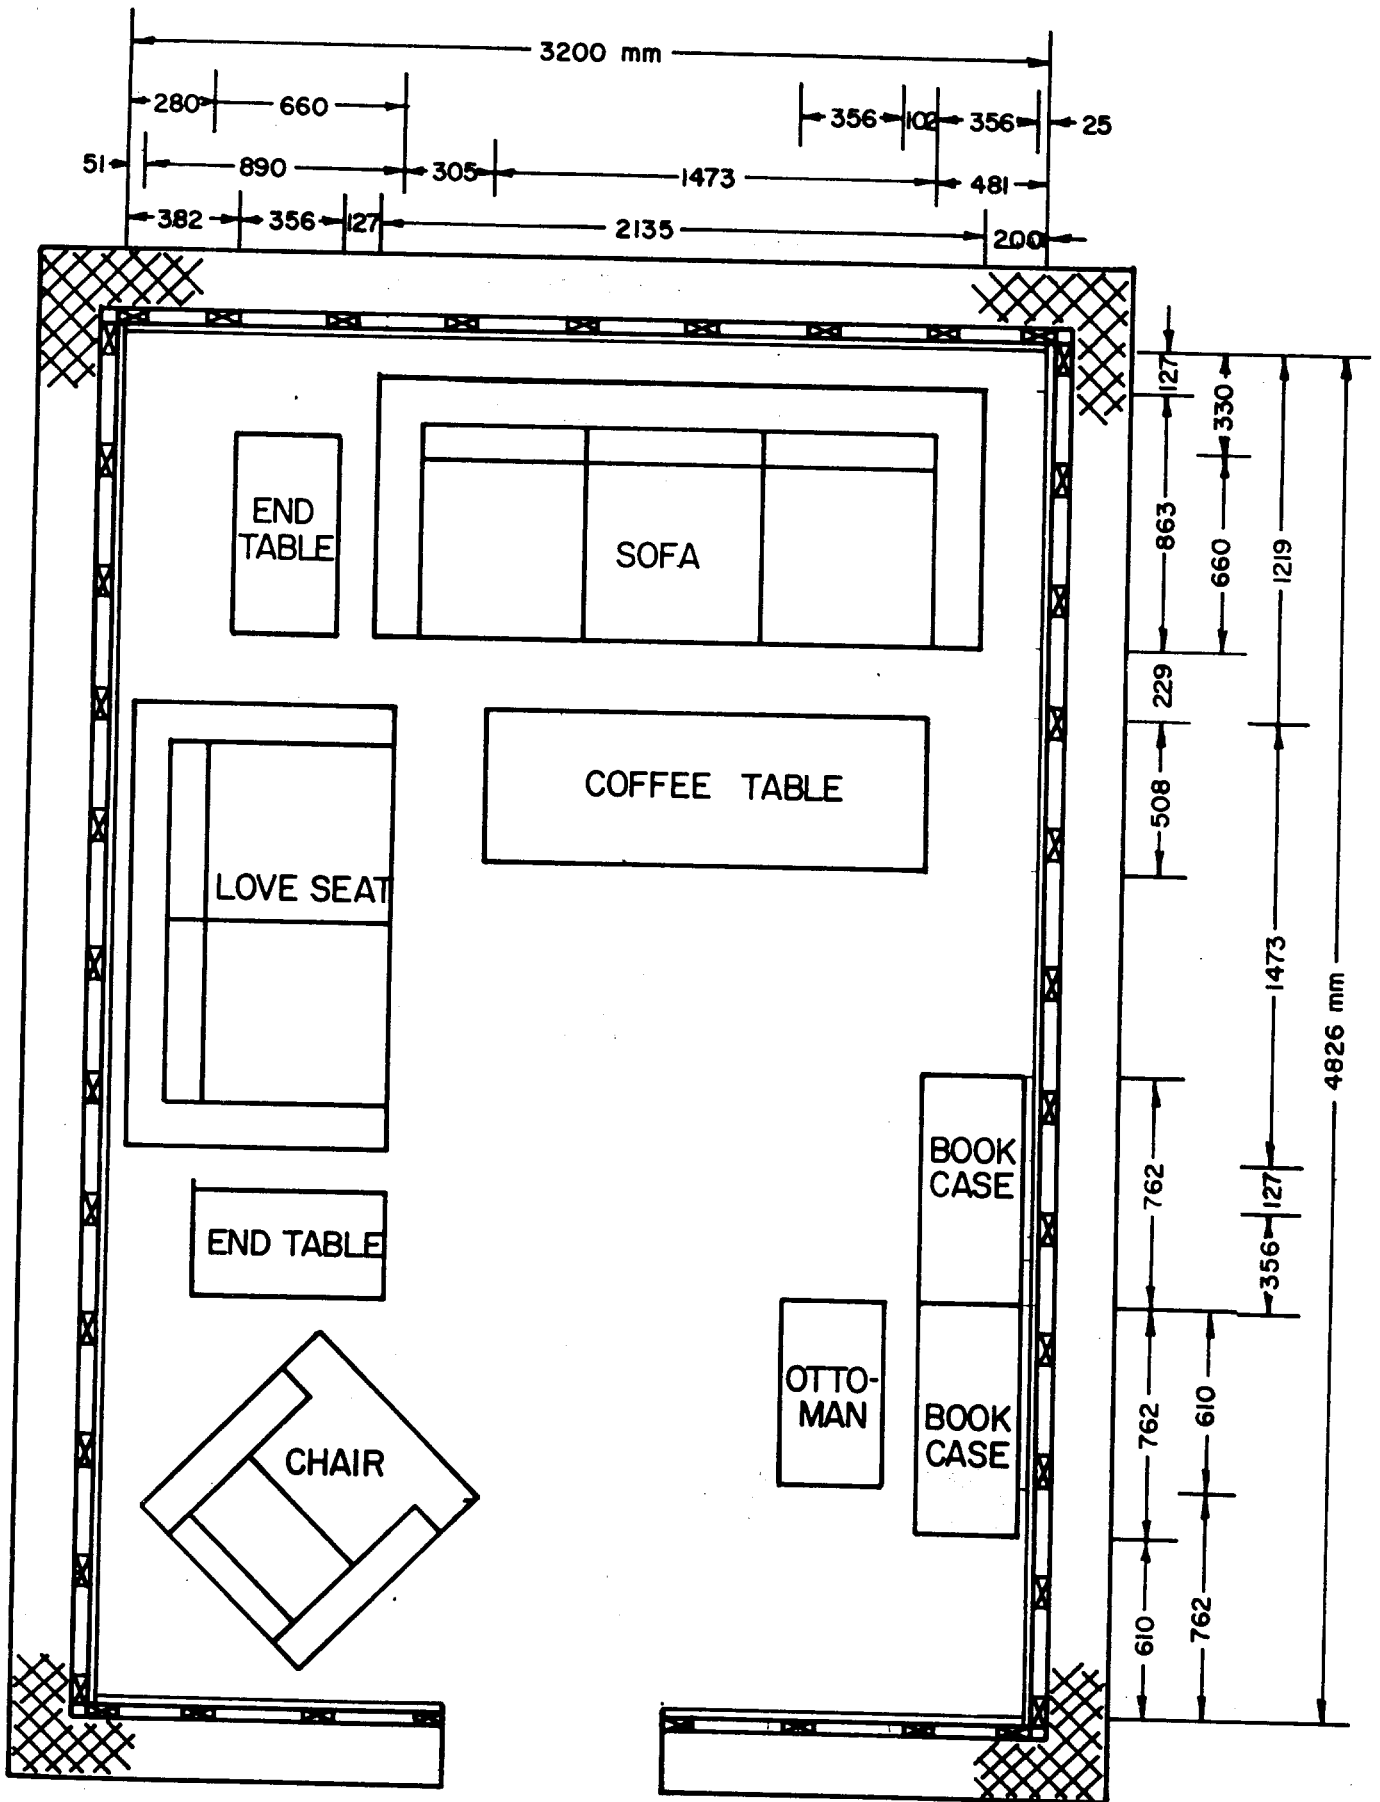 3200 mm
280 660 356 102 356 25
51 890 305 1473 481
382 356 127 2135 200
127
330
863
660
1219
END
TABLE
SOFA
229
508
COFFEE TABLE
LOVE SEAT
1473
4826 mm
BOOK
CASE
762
127
END TABLE
356
OTTO-
MAN
610
762
BOOK
CASE
CHAIR
610
762